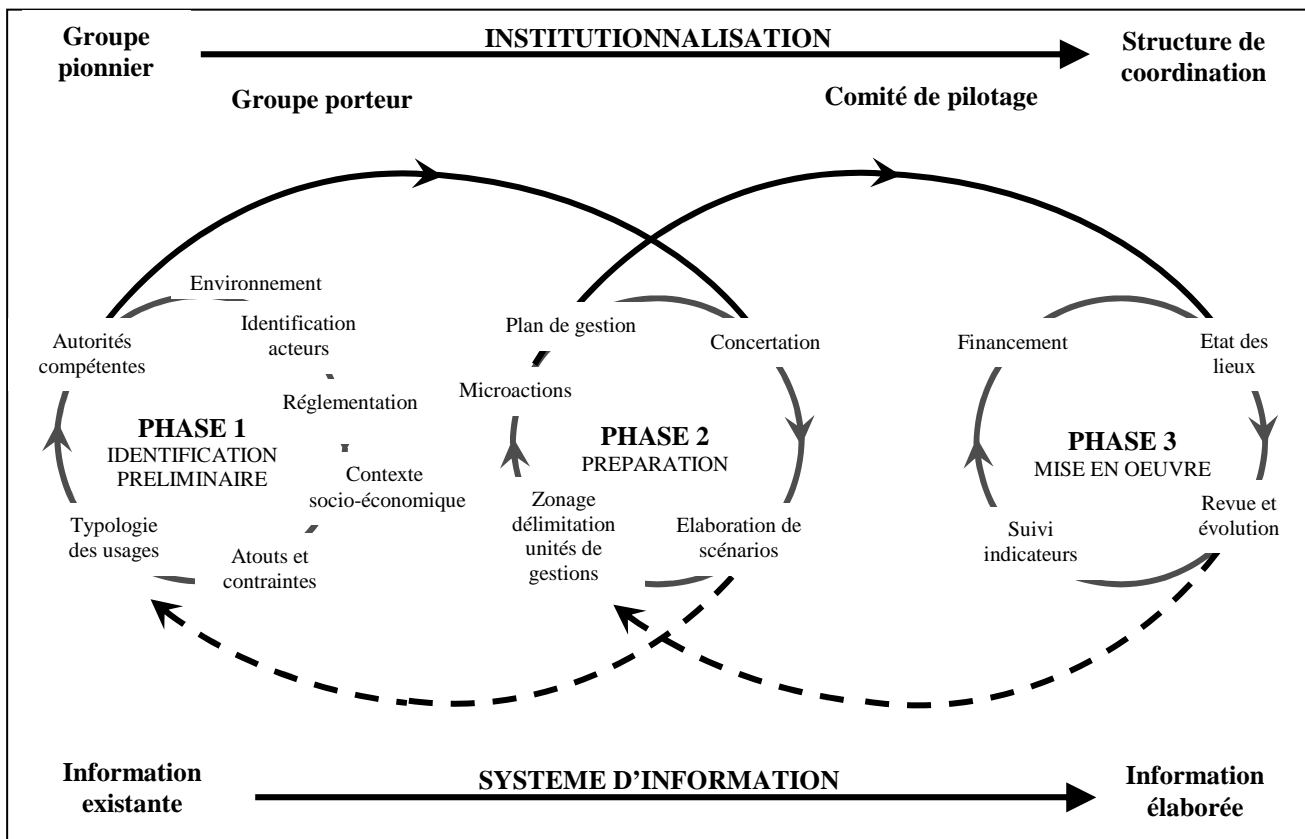 Groupe
pionnier
INSTITUTIONNALISATION
Structure de
coordination
Groupe porteur
Comité de pilotage
Environnement
Identification
acteurs
Autorités
compétentes
Réglementation
PHASE 1
IDENTIFICATION
PRELIMINAIRE
Contexte
socio-économique
Typologie
des usages
Atouts et
contraintes
Plan de gestion
Concertation
Microactions
PHASE 2
PREPARATION
Zonage
délimitation
unités de
gestions
Elaboration de
scénarios
Financement
Etat des
lieux
PHASE 3
MISE EN OEUVRE
Suivi
indicateurs
Revue et
évolution
Information
existante
SYSTEME D'INFORMATION
Information
élaborée